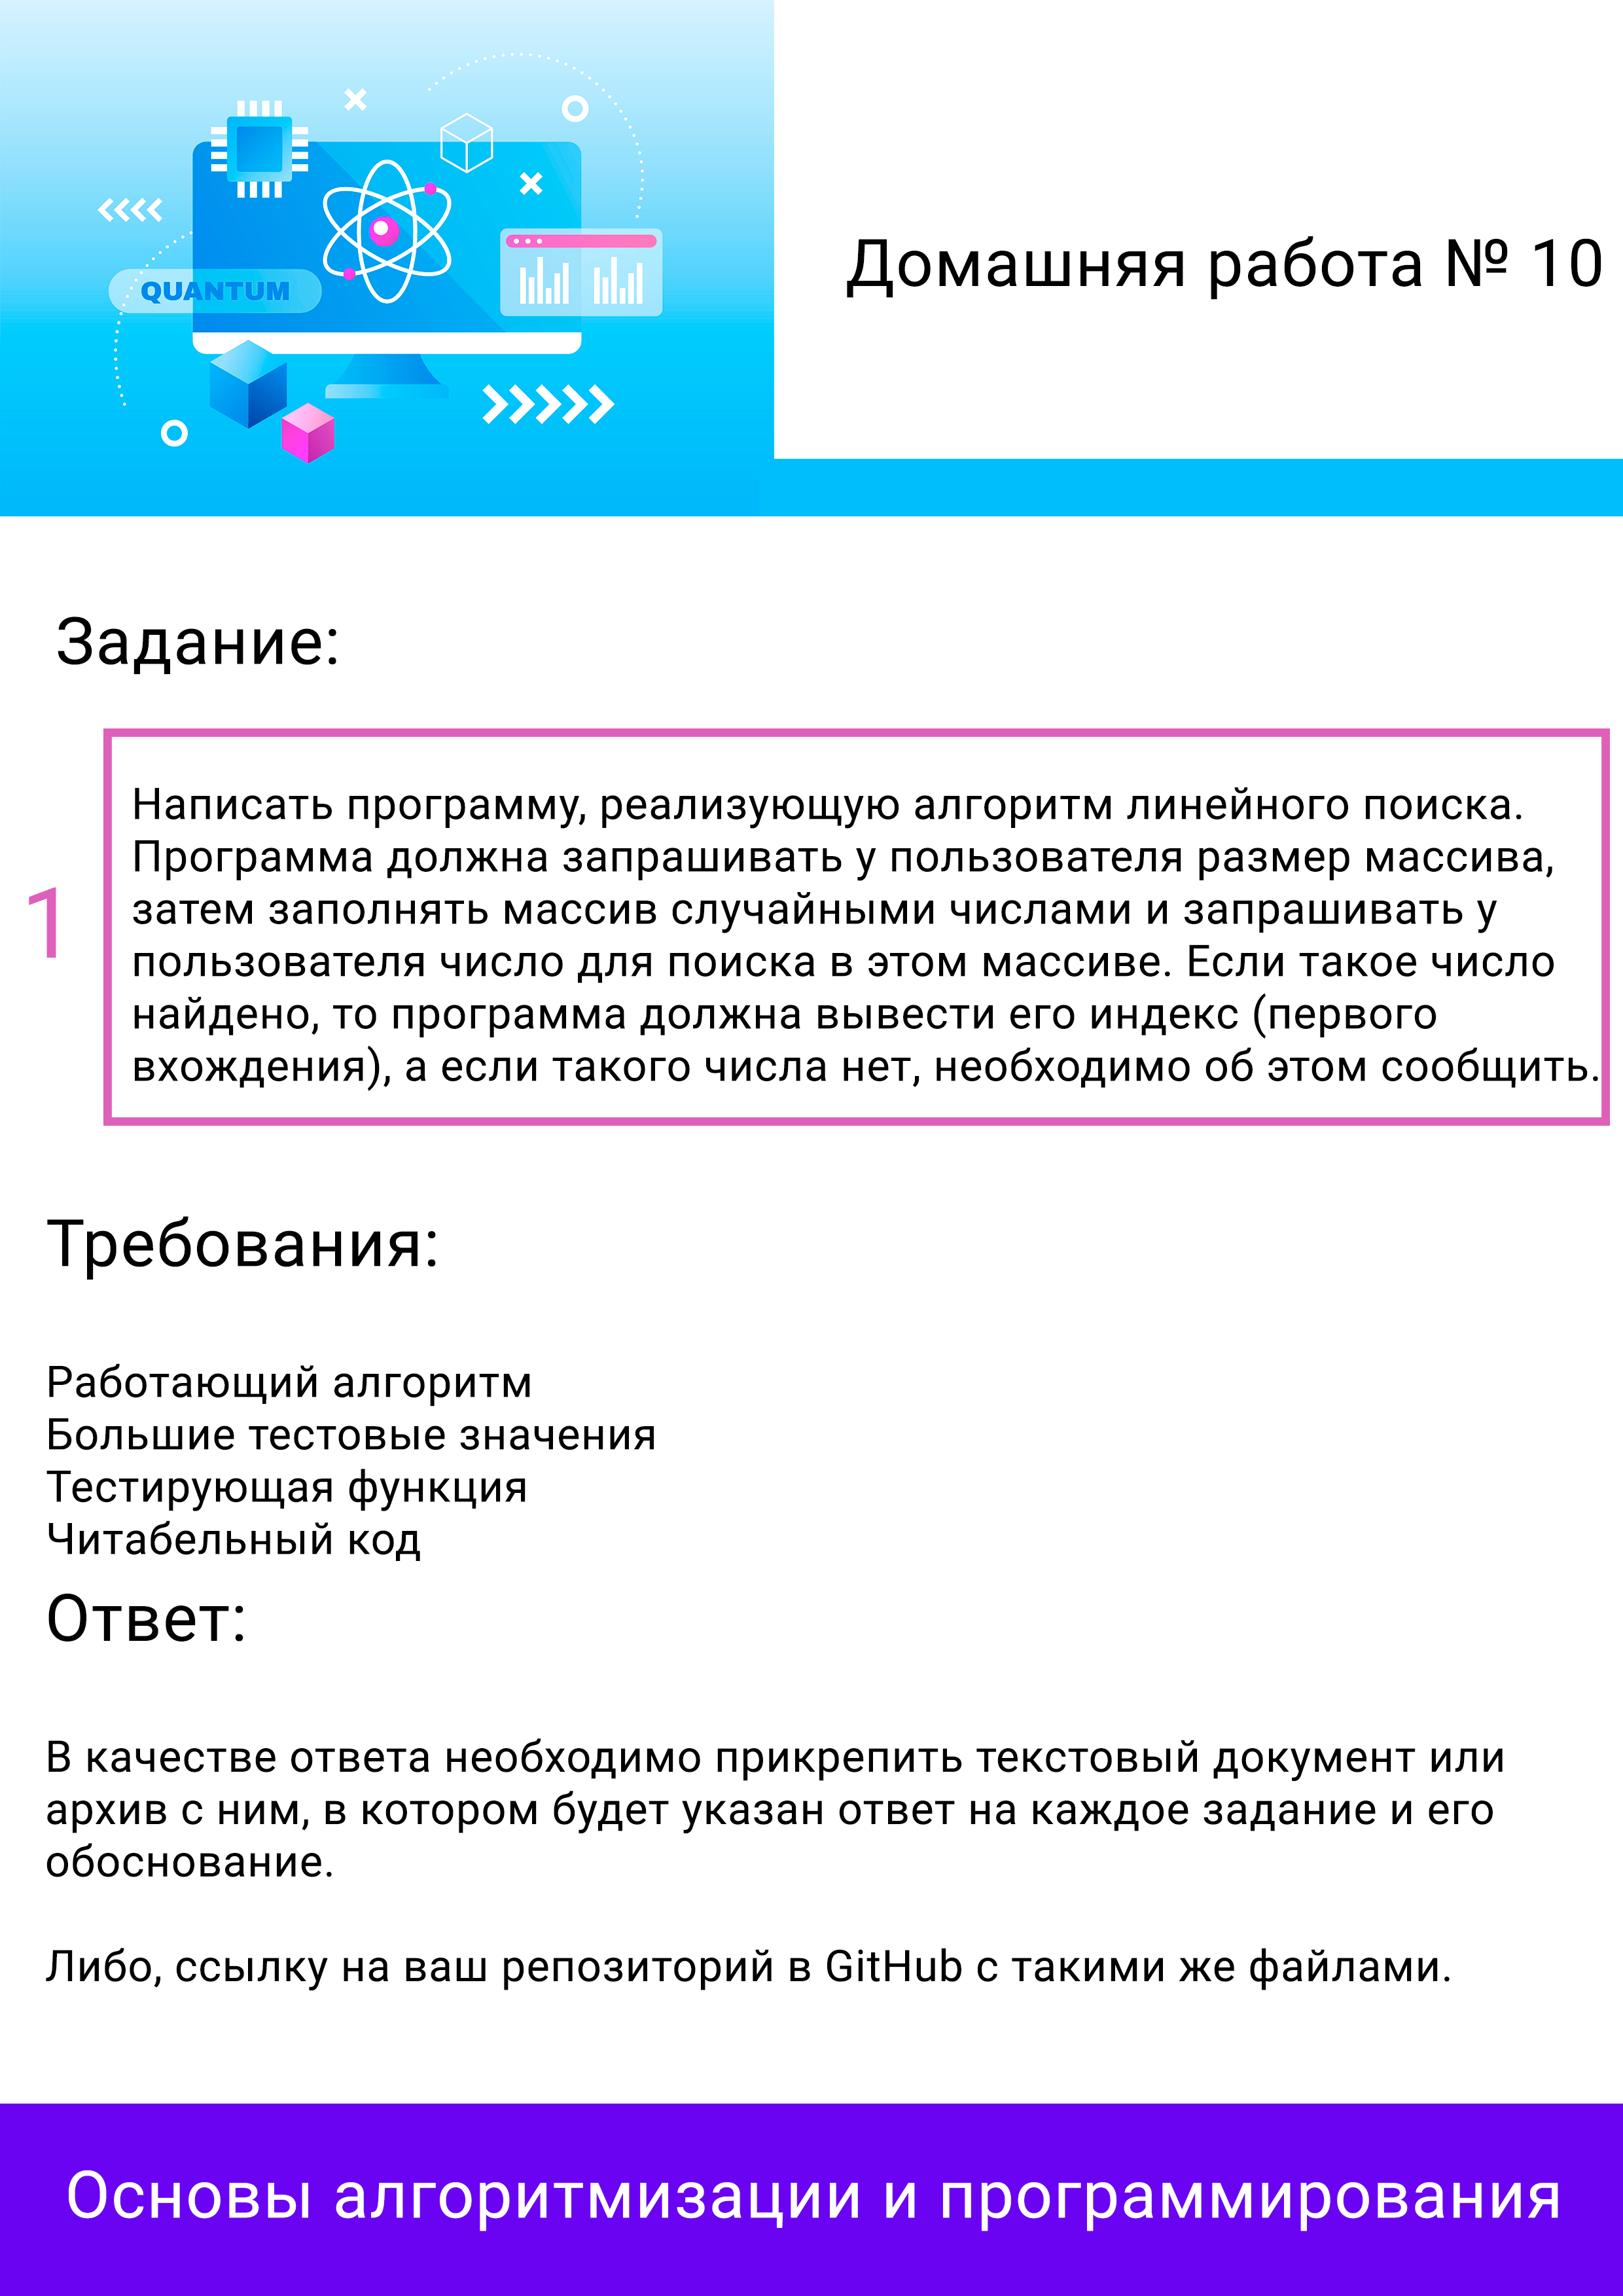 QUANTUM
Домашняя работа № 10
Задание:
1
Написать программу, реализующую алгоритм линейного поиска.
Программа должна запрашивать у пользователя размер массива,
затем заполнять массив случайными числами и запрашивать у
пользователя число для поиска в этом массиве. Если такое число
найдено, то программа должна вывести его индекс (первого
вхождения), а если такого числа нет, необходимо об этом сообщить.
Требования:
Работающий алгоритм
Большие тестовые значения
Тестирующая функция
Читабельный код
Ответ:
В качестве ответа необходимо прикрепить текстовый документ или
архив с ним, в котором будет указан ответ на каждое задание и его
обоснование.
Либо, ссылку на ваш репозиторий в GitHub с такими же файлами.
Основы алгоритмизации и программирования